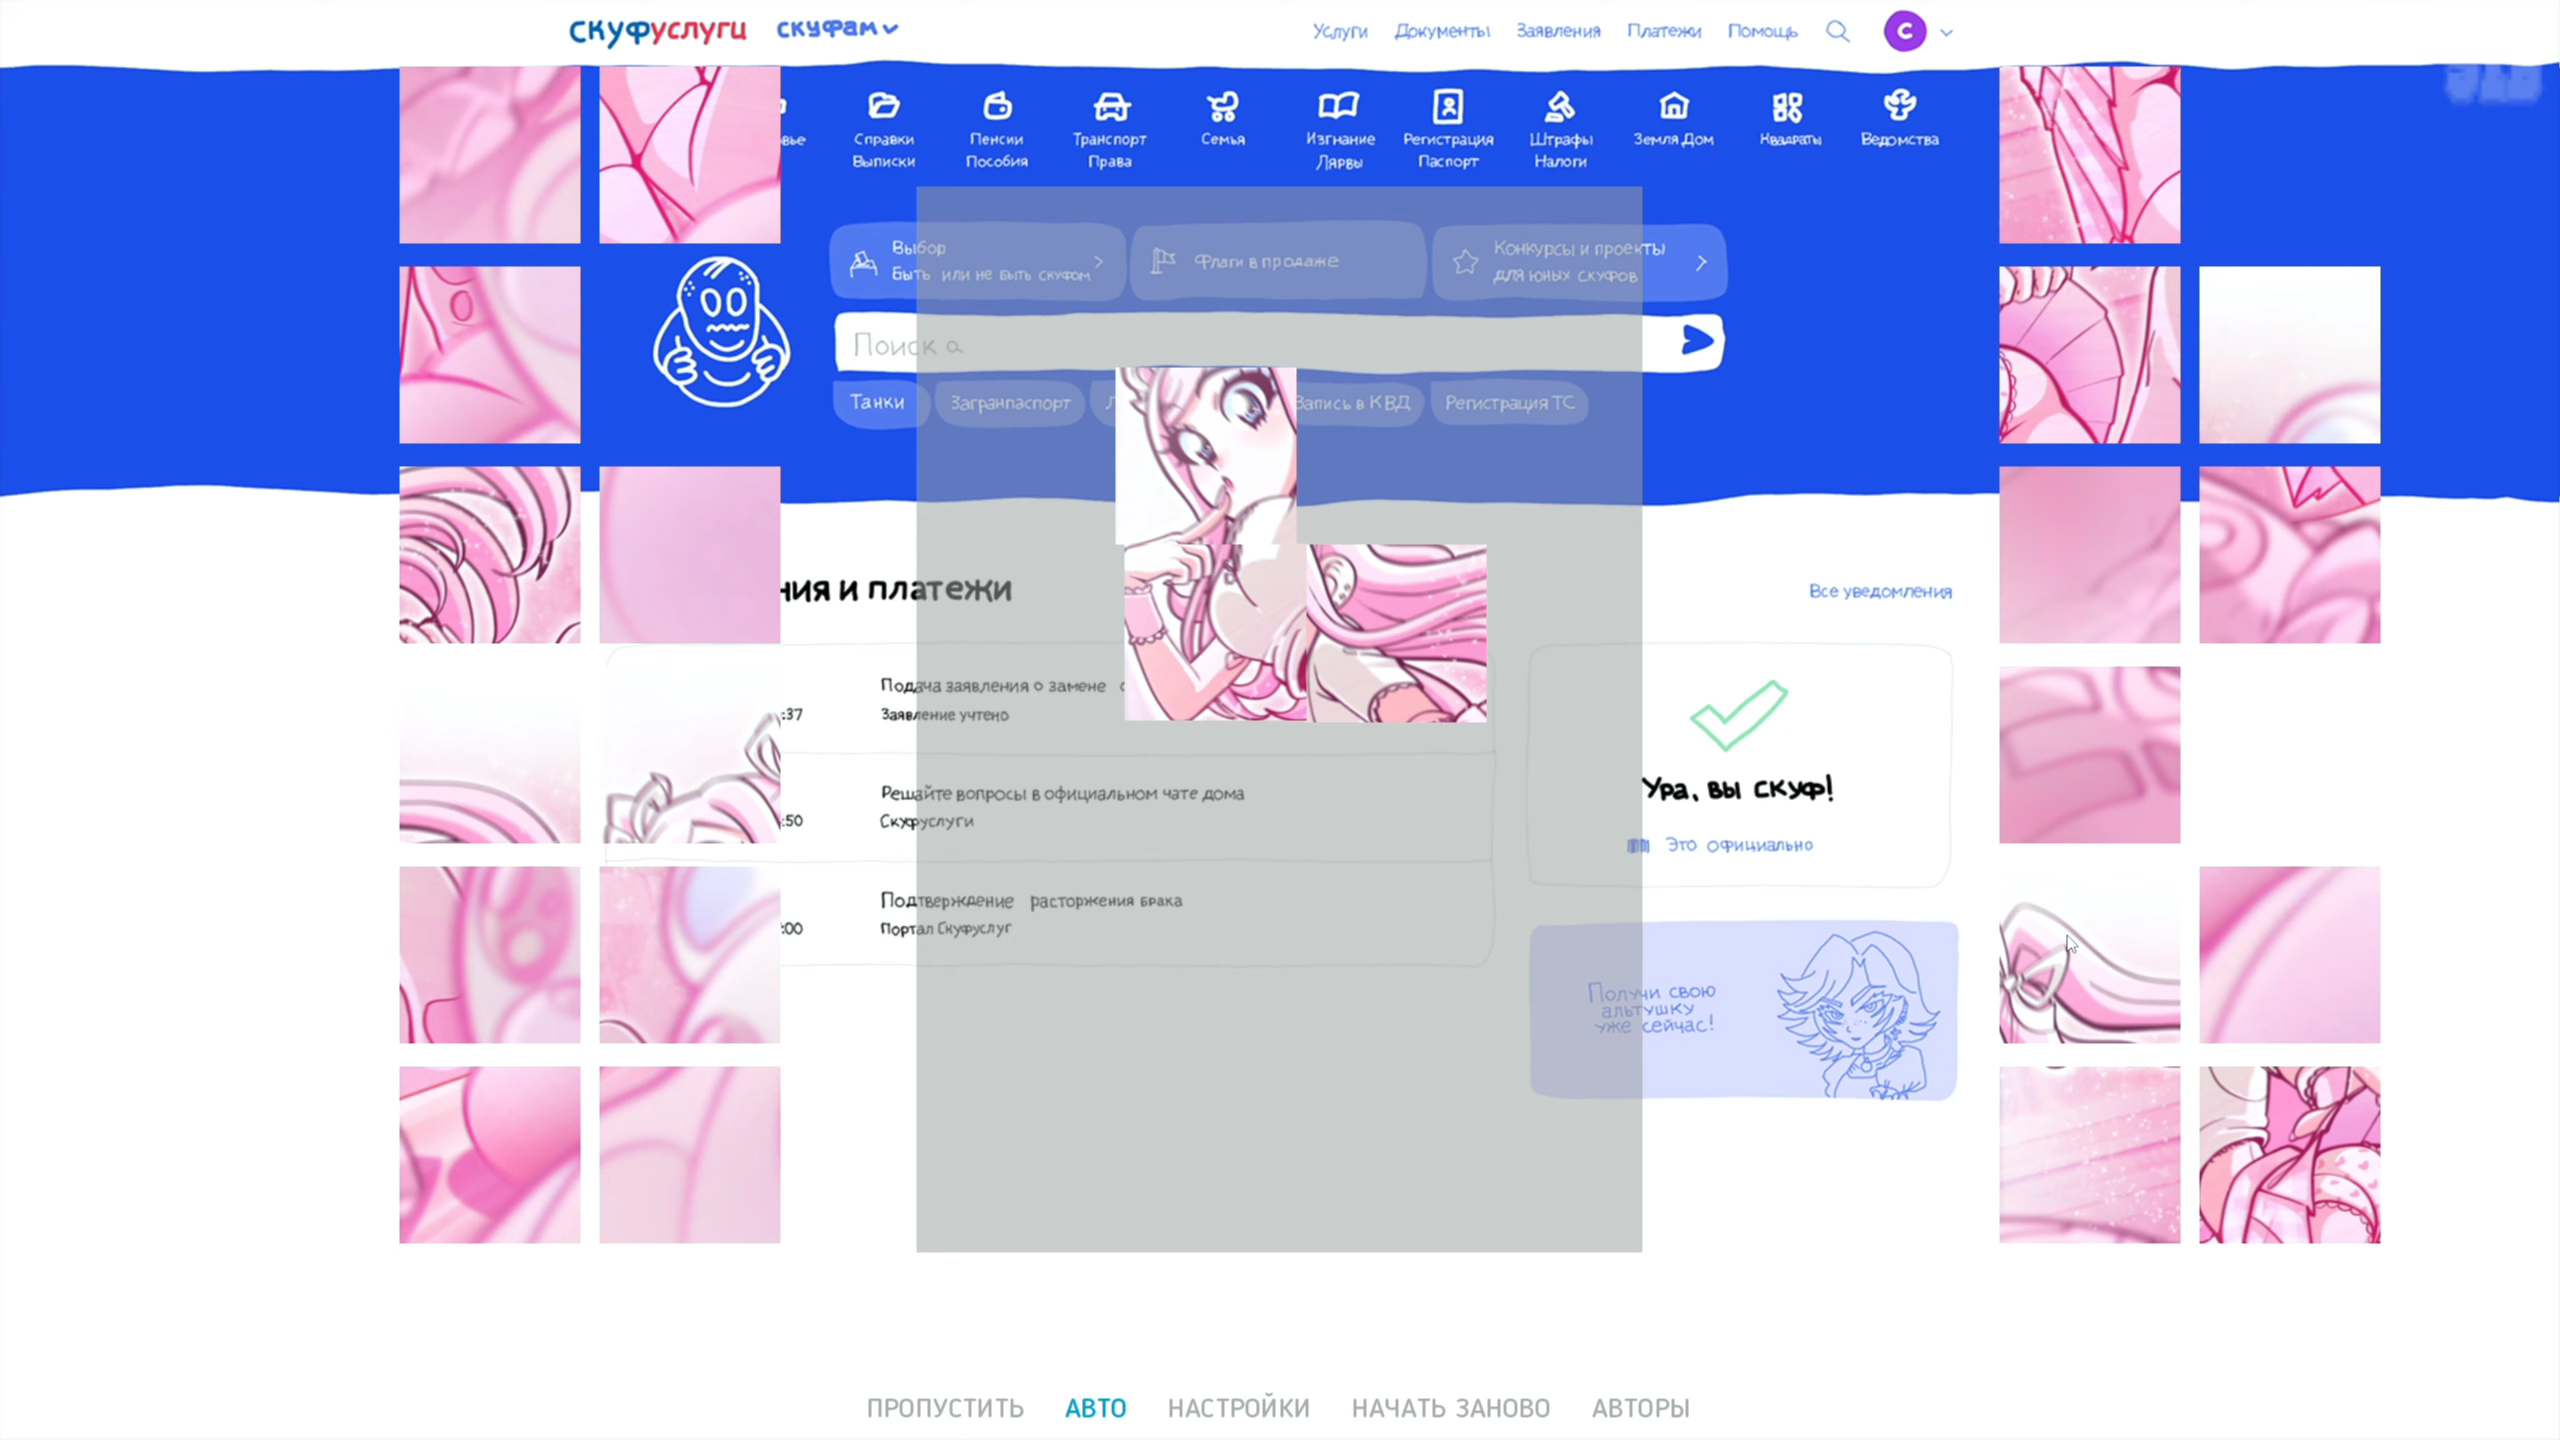 скуфуслуги скуфам
Услуги Документы Заявления Платежи Помощь С
вье
Справки
Выписки
Пенсии
Пособия
Транспорт
Права
Семья
Изгнание
Лярвы
Регистрация
Паспорт
Штрафы
Налоги
Земля Дом
Квадраты
Ведомства
Выбор
Быть или не быть скуфом
Флаги в продаже
Конкурсы и проекты
для юных скуфов
Поиск а
Танки Загранпаспорт Запись в КВД Регистрация ТС
ния и платежи
Все уведомления
Подача заявления о замене
:37 Заявление учтено
Решайте вопросы в официальном чате дома
:50 Скуфуслуги
Подтверждение расторжения брака
:00 Портал Скуфуслуг
Ура, вы скуф!
Это официально
Получи свою
альтушку
уже сейчас!
ПРОПУСТИТЬ АВТО НАСТРОЙКИ НАЧАТЬ ЗАНОВО АВТОРЫ